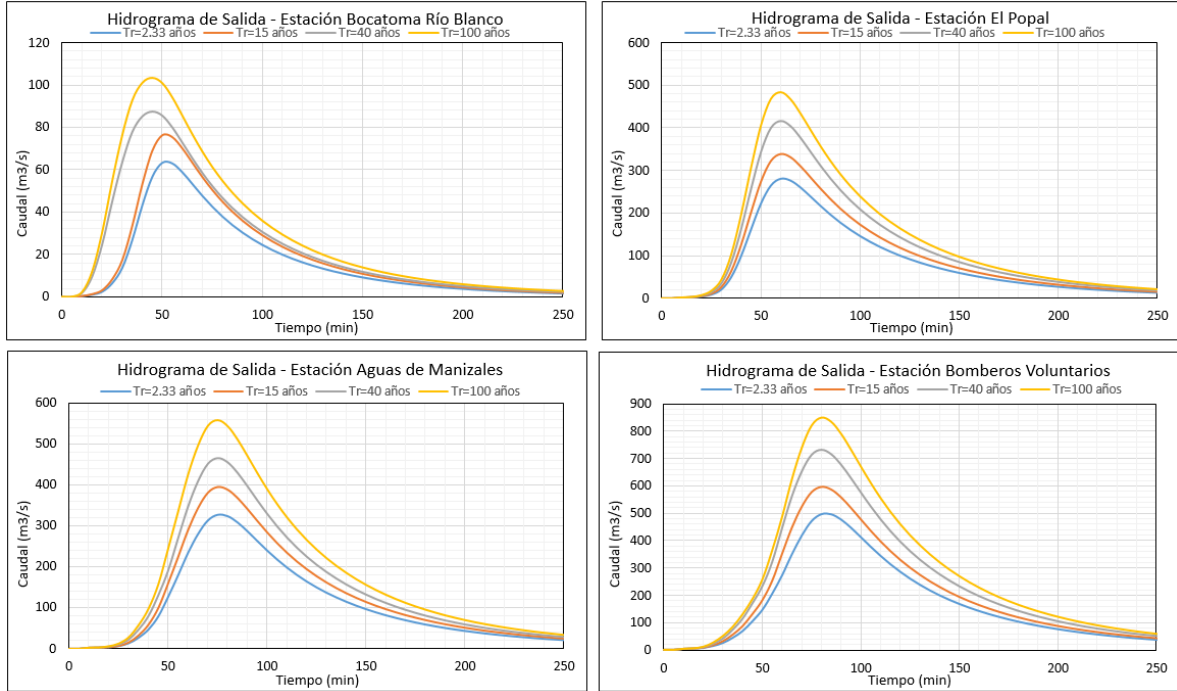 Hidrograma de Salida - Estación Bocatoma Río Blanco
Tr=2.33 años Tr=15 años Tr=40 años Tr=100 años
120
100
80
60
40
20
0
Caudal (m3/s)
0 50 100 150 200 250
Tiempo (min)
Hidrograma de Salida - Estación El Popal
Tr=2.33 años Tr=15 años Tr=40 años Tr=100 años
600
500
400
300
200
100
0
Caudal (m3/s)
0 50 100 150 200 250
Tiempo (min)
Hidrograma de Salida - Estación Aguas de Manizales
Tr=2.33 años Tr=15 años Tr=40 años Tr=100 años
600
500
400
300
200
100
0
Caudal (m3/s)
0 50 100 150 200 250
Tiempo (min)
Hidrograma de Salida - Estación Bomberos Voluntarios
Tr=2.33 años Tr=15 años Tr=40 años Tr=100 años
900
800
700
600
500
400
300
200
100
0
Caudal (m3/s)
0 50 100 150 200 250
Tiempo (min)